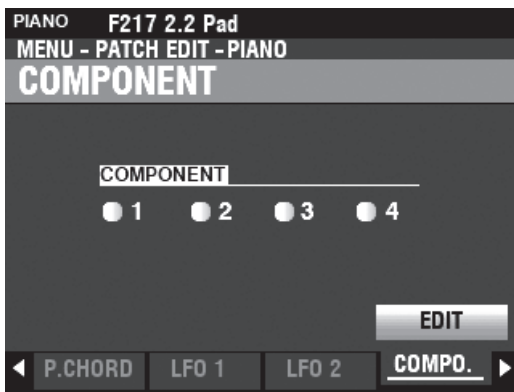 PIANO F217 2.2 Pad
MENU - PATCH EDIT -PIANO
COMPONENT
COMPONENT
1 2 3 4
EDIT
P.CHORD LFO 1 LFO 2 COMPO.